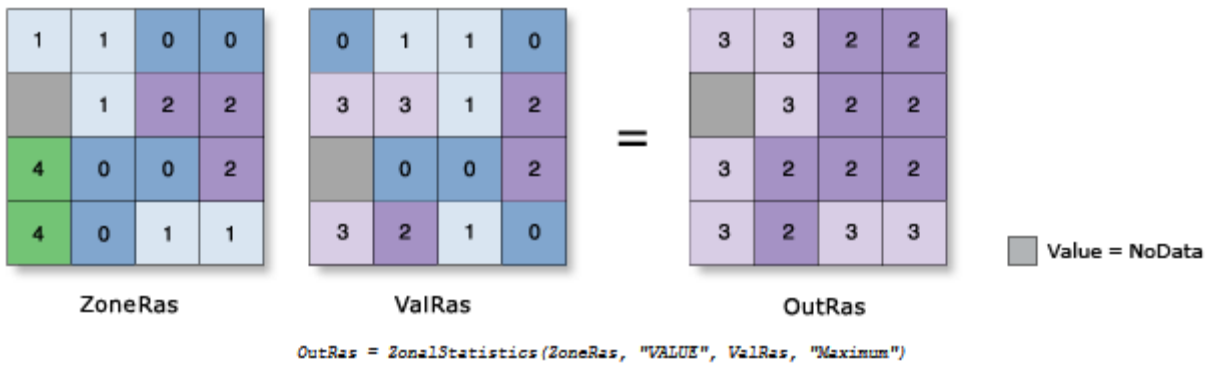 1 1 0 0 0 1 1 0 3 3 2 2
1 2 2 3 3 1 2 = 3 2 2
4 0 0 2 0 0 2 3 2 2 2
4 0 1 1 3 2 1 0 3 2 3 3
Value = NoData
ZoneRas ValRas OutRas
OutRas = ZonalStatistics(ZoneRas, "VALUE", ValRas, "Maximum")